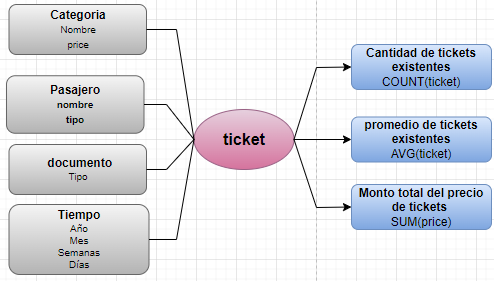 Categoria
Nombre
price
Pasajero
nombre
tipo
documento
Tipo
Tiempo
Año
Mes
Semanas
Días
ticket
Cantidad de tickets
existentes
COUNT(ticket)
promedio de tickets
existentes
AVG(ticket)
Monto total del precio
de tickets
SUM(price)